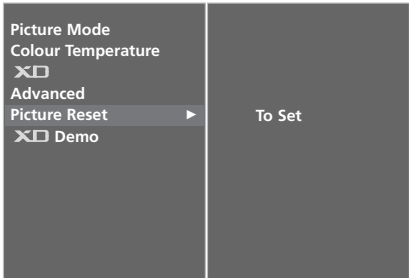 Picture Mode
Colour Temperature
XD
Advanced
Picture Reset ►
To Set
XD Demo